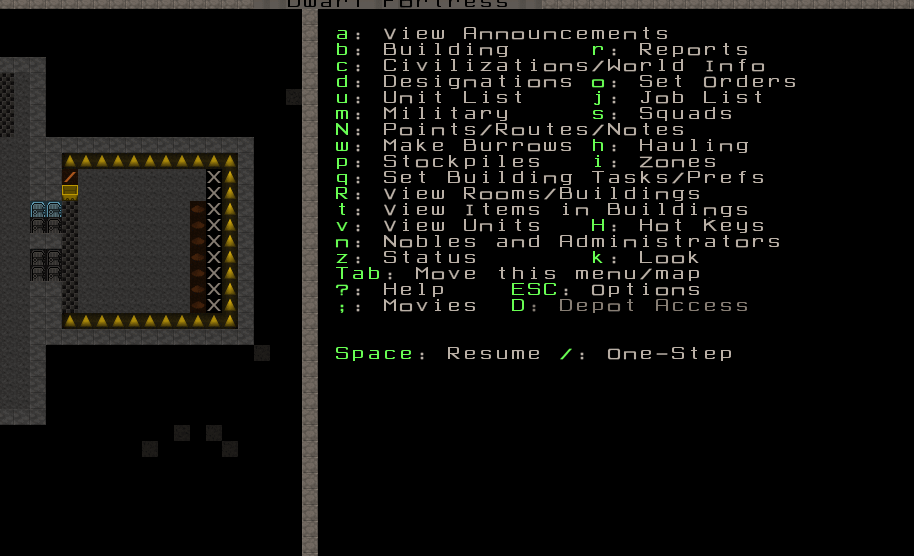 Dwarf Fortress
a: View Announcements
b: Building r: Reports
c: Civilizations/World Info
d: Designations o: Set Orders
u: Unit List j: Job List
m: Military s: Squads
N: Points/Routes/Notes
w: Make Burrows h: Hauling
p: Stockpiles i: Zones
q: Set Building Tasks/Prefs
R: View Rooms/Buildings
t: View Items in Buildings
v: View Units H: Hot Keys
n: Nobles and Administrators
z: Status k: Look
Tab: Move this menu/map
?: Help ESC: Options
;: Movies D: Depot Access
Space: Resume /: One-Step